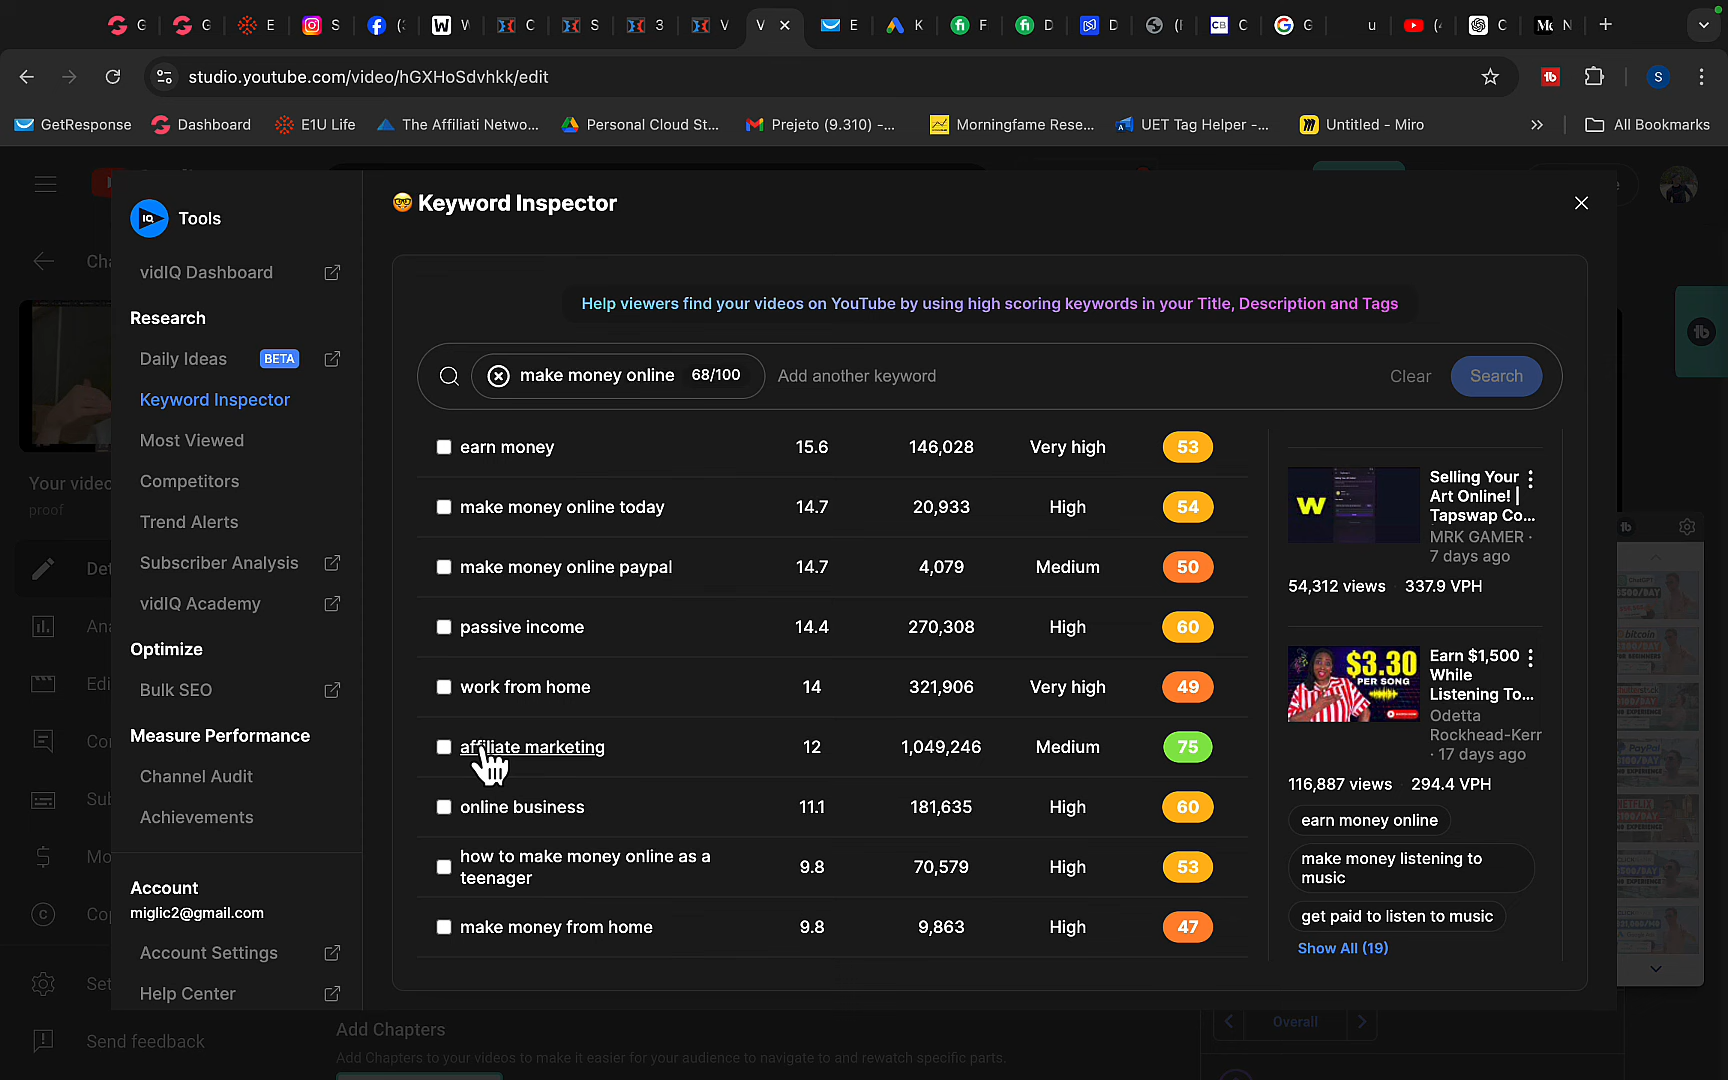 G
G
E
S
(3
W
C
S
3
V
V
E
K
F
D
D
(
CB C
G
u
(
C
N
studio.youtube.com/video/hGXHoSdvhkk/edit
S
GetResponse
Dashboard
E1U Life
The Affiliati Netwo...
Personal Cloud St...
Prejeto (9.310) -...
Morningfame Rese...
UET Tag Helper -...
Untitled - Miro
All Bookmarks
IQ Tools
vidIQ Dashboard
Research
Daily Ideas BETA
Keyword Inspector
Most Viewed
Competitors
Trend Alerts
Subscriber Analysis
vidIQ Academy
Optimize
Bulk SEO
Measure Performance
Channel Audit
Achievements
Account
miglic2@gmail.com
Account Settings
Help Center
Your videc
proof
Send feedback
Keyword Inspector
Help viewers find your videos on YouTube by using high scoring keywords in your Title, Description and Tags
make money online 68/100 Add another keyword Clear Search
earn money 15.6 146,028 Very high 53
make money online today 14.7 20,933 High 54
make money online paypal 14.7 4,079 Medium 50
passive income 14.4 270,308 High 60
work from home 14 321,906 Very high 49
affiliate marketing 12 1,049,246 Medium 75
online business 11.1 181,635 High 60
how to make money online as a
teenager 9.8 70,579 High 53
make money from home 9.8 9,863 High 47
W
Selling Your
Art Online! |
Tapswap Co...
MRK GAMER ·
7 days ago
54,312 views 337.9 VPH
$3.30
PER SONG
Earn $1,500
While
Listening To...
Odetta
Rockhead-Kerr
· 17 days ago
116,887 views 294.4 VPH
earn money online
make money listening to
music
get paid to listen to music
Show All (19)
Add Chapters
Add Chapters to your videos to make it easier for your audience to navigate to and rewatch specific parts.
Overall